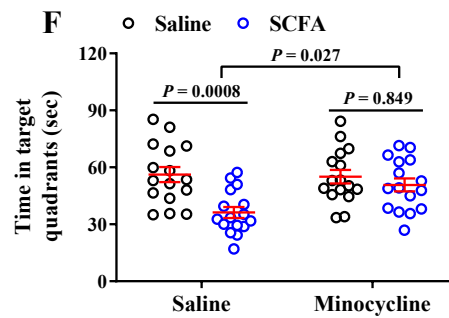 F
Saline SCFA
Time in target
quadrants (sec)
120
90
60
30
0
P = 0.027
P = 0.0008
P = 0.849
Saline Minocycline